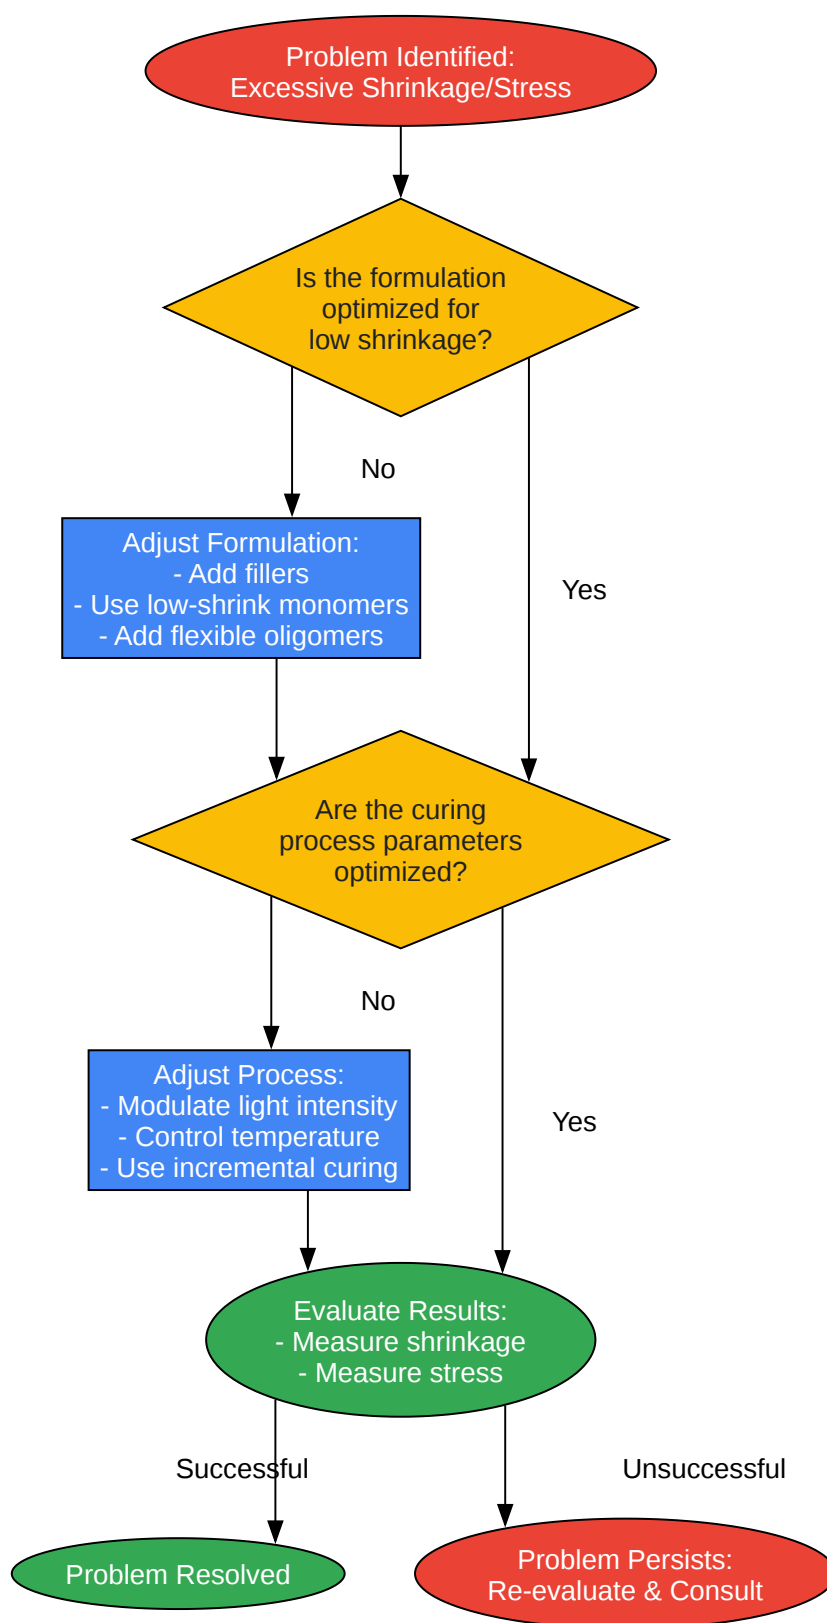 Problem Identified:
Excessive Shrinkage/Stress
Is the formulation
optimized for
low shrinkage?
No
Adjust Formulation:
- Add fillers
- Use low-shrink monomers
- Add flexible oligomers
Yes
Are the curing
process parameters
optimized?
No
Adjust Process:
- Modulate light intensity
- Control temperature
- Use incremental curing
Yes
Evaluate Results:
- Measure shrinkage
- Measure stress
Successful
Unsuccessful
Problem Resolved
Problem Persists:
Re-evaluate & Consult